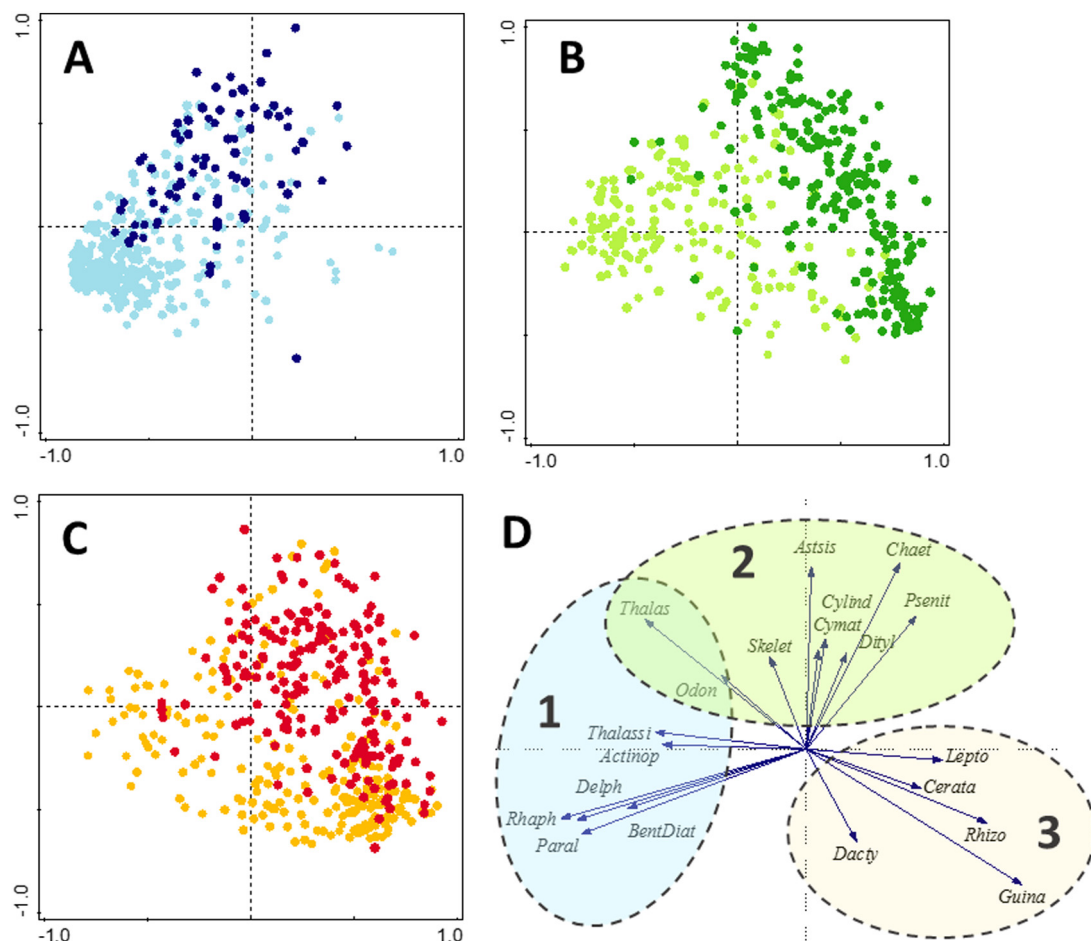 A
B
1.0
1.0
-1.0
-1.0
-1.0
1.0
-1.0
1.0
C
D
1.0
-1.0
-1.0
1.0
2
Astsis
Chaet
Thalas
Cylind
Psenit
Cymat
Skelet
Dityl
Odon
1
Thalassi
Actinop
Lepto
Delph
Cerata
Rhaph
BentDiat
Rhizo
3
Paral
Dacty
Guina